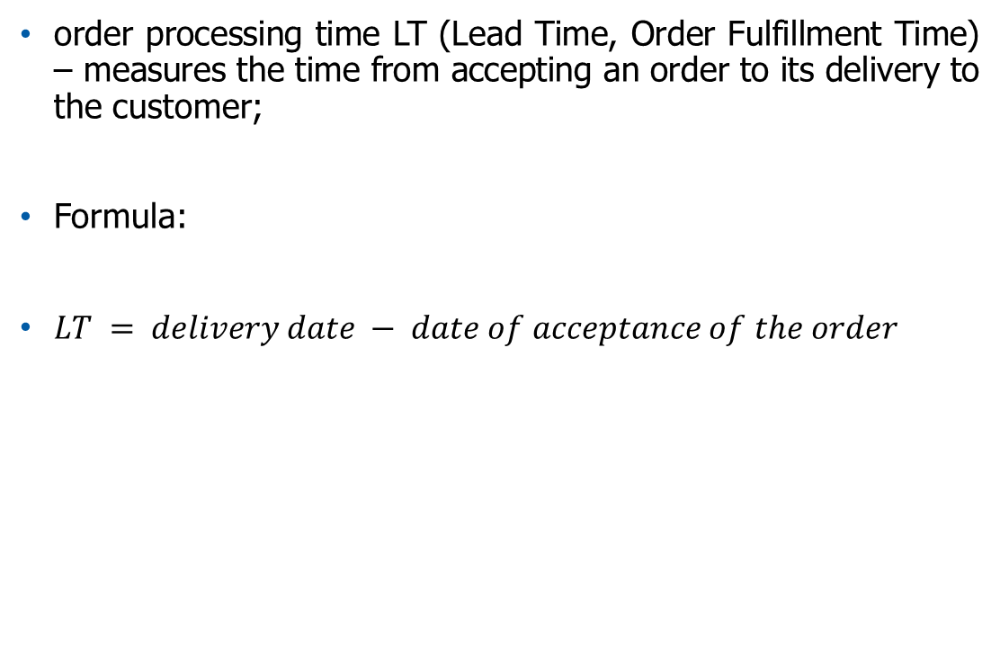 • order processing time LT (Lead Time, Order Fulfillment Time)
– measures the time from accepting an order to its delivery to
the customer;
• Formula:
• LT = delivery date − date of acceptance of the order